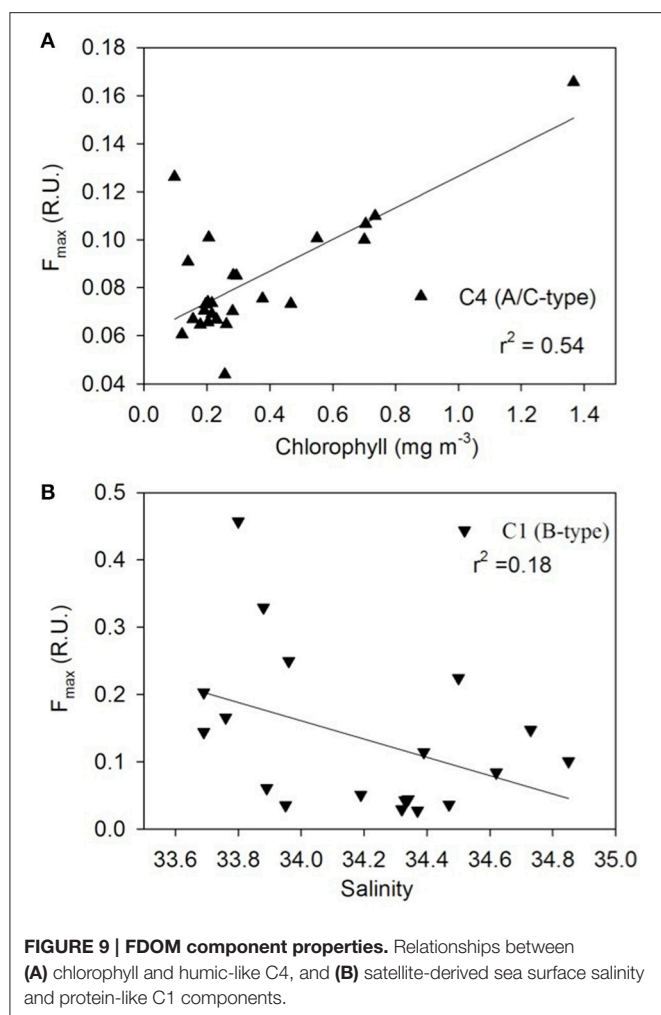 A
0.18
0.16
0.14
0.12
0.10
0.08
0.06
0.04
F_max (R.U.)
C4 (A/C-type)
r² = 0.54
0.0 0.2 0.4 0.6 0.8 1.0 1.2 1.4
Chlorophyll (mg m⁻³)
B
0.5
0.4
0.3
0.2
0.1
0.0
F_max (R.U.)
C1 (B-type)
r² =0.18
33.6 33.8 34.0 34.2 34.4 34.6 34.8 35.0
Salinity
FIGURE 9 | FDOM component properties. Relationships between
(A) chlorophyll and humic-like C4, and (B) satellite-derived sea surface salinity
and protein-like C1 components.